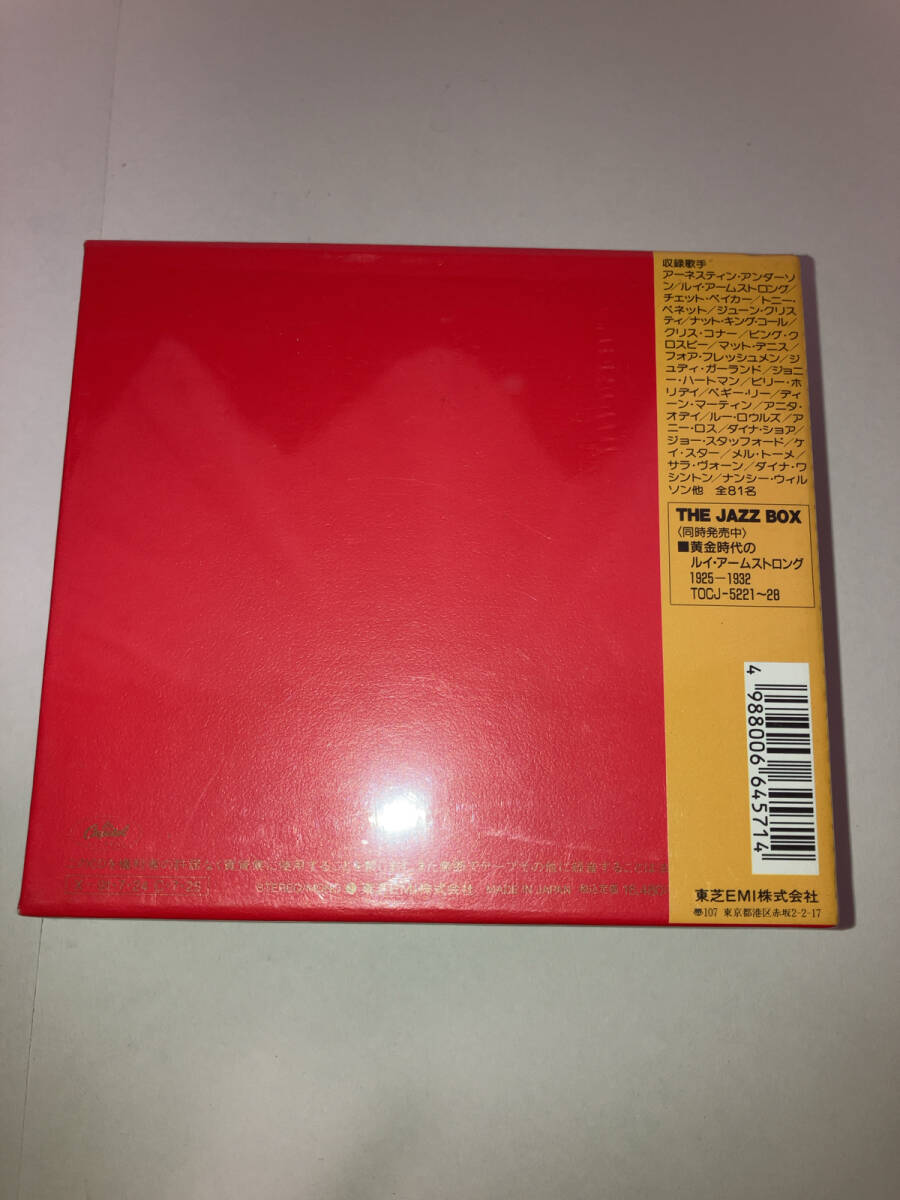 収録歌手
アーネスティン・アンダーソ
ン/ルイ・アームストロング/
チェット・ベイカー/トニー・
ベネット/ジューン・クリス
ティ/ナット・キング・コール/
クリス・コナー/ビング・ク
ロスビー/マット・デニス/
フォア・フレッシュメン/ジ
ュディ・ガーランド/ジョニ
ー・ハートマン/ビリー・ホ
リデイ/ペギー・リー/ディ
ーン・マーティン/アニタ・
オデイ/ルー・ロウルズ/ア
ニー・ロス/ダイナ・ショア/
ジョー・スタッフォード/ケ
イ・スター/メル・トーメ/
サラ・ヴォーン/ダイナ・ワ
シントン/ナンシー・ウィル
ソン他 全81名
THE JAZZ BOX
〈同時発売中〉
■黄金時代の
ルイ・アームストロング
1925－1932
TOCJ-5221～28
4 988006 645714
STEREO/MONO 東芝EMI株式会社 MADE IN JAPAN
東芝EMI株式会社
〒107 東京都港区赤坂2-2-17